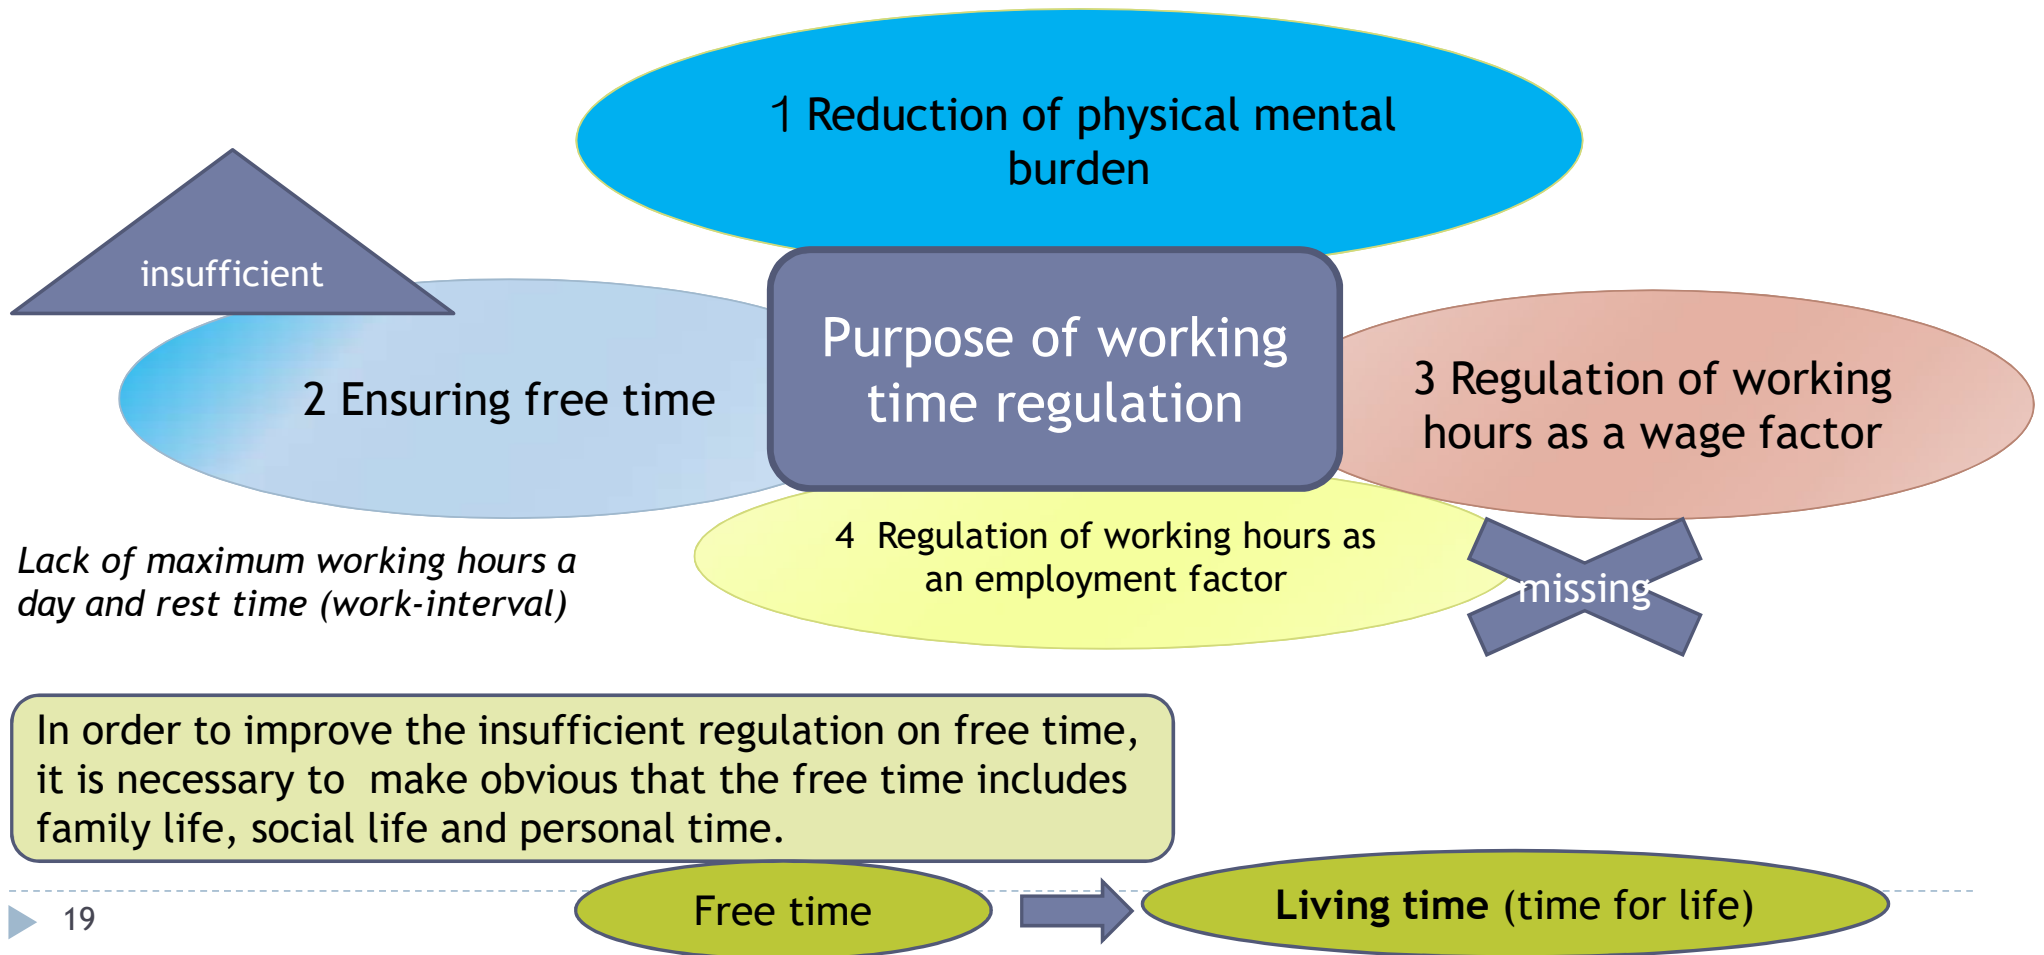 1 Reduction of physical mental
burden
insufficient
2 Ensuring free time
Purpose of working
time regulation
3 Regulation of working
hours as a wage factor
4 Regulation of working hours as
an employment factor
missing
Lack of maximum working hours a
day and rest time (work-interval)
In order to improve the insufficient regulation on free time,
it is necessary to  make obvious that the free time includes
family life, social life and personal time.
Free time
Living time (time for life)
19